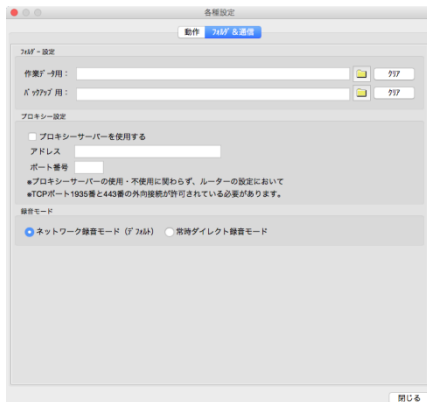 各種設定
動作 ﾌｫﾙﾀﾞ&通信
ﾌｫﾙﾀﾞｰ設定
作業ﾃﾞｰﾀ用： クリア
ﾊﾞｯｸｱｯﾌﾟ用： クリア
プロキシー設定
プロキシーサーバーを使用する
アドレス
ポート番号
※プロキシーサーバーの使用・不使用に関わらず、ルーターの設定において
※TCPポート1935番と443番の外向接続が許可されている必要があります。
録音モード
ネットワーク録音モード（ﾃﾞﾌｫﾙﾄ） 常時ダイレクト録音モード
閉じる